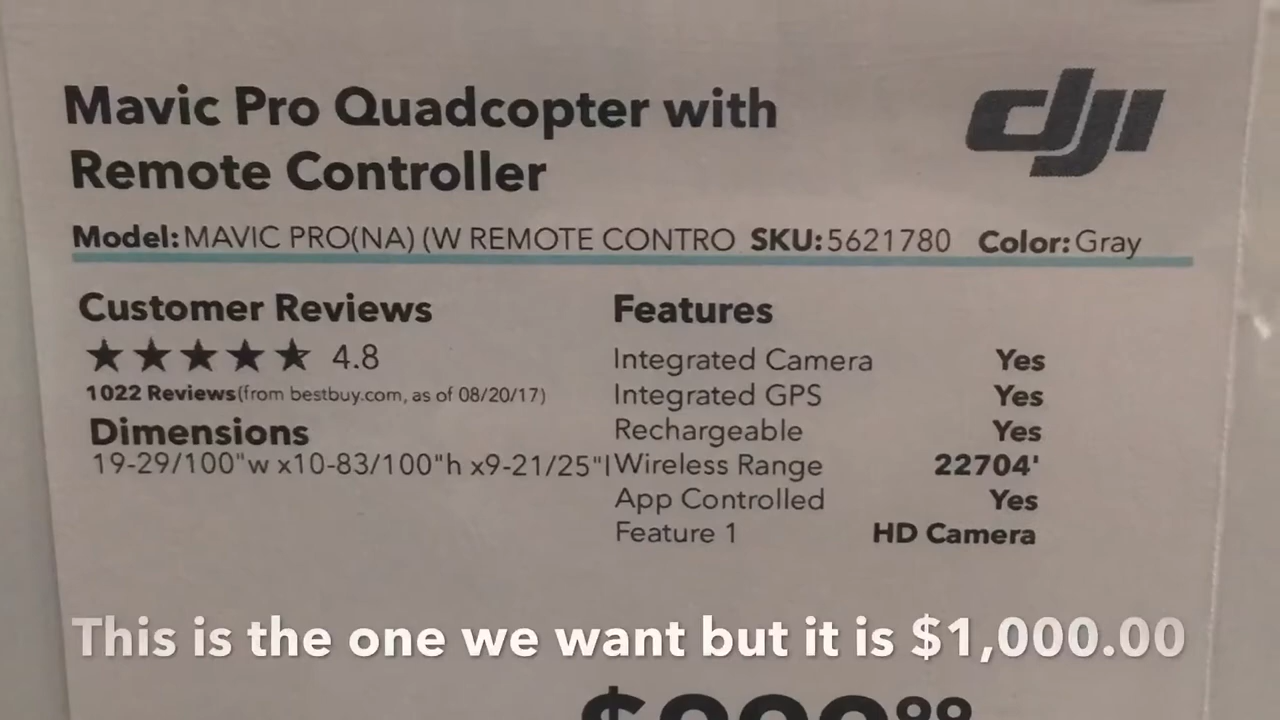 Mavic Pro Quadcopter with
Remote Controller
dji
Model: MAVIC PRO(NA) (W REMOTE CONTRO SKU: 5621780 Color: Gray
Customer Reviews
★★★★★ 4.8
1022 Reviews(from bestbuy.com, as of 08/20/17)
Dimensions
19-29/100"w x10-83/100"h x9-21/25"l
Features
Integrated Camera Yes
Integrated GPS Yes
Rechargeable Yes
Wireless Range 22704'
App Controlled Yes
Feature 1 HD Camera
This is the one we want but it is $1,000.00